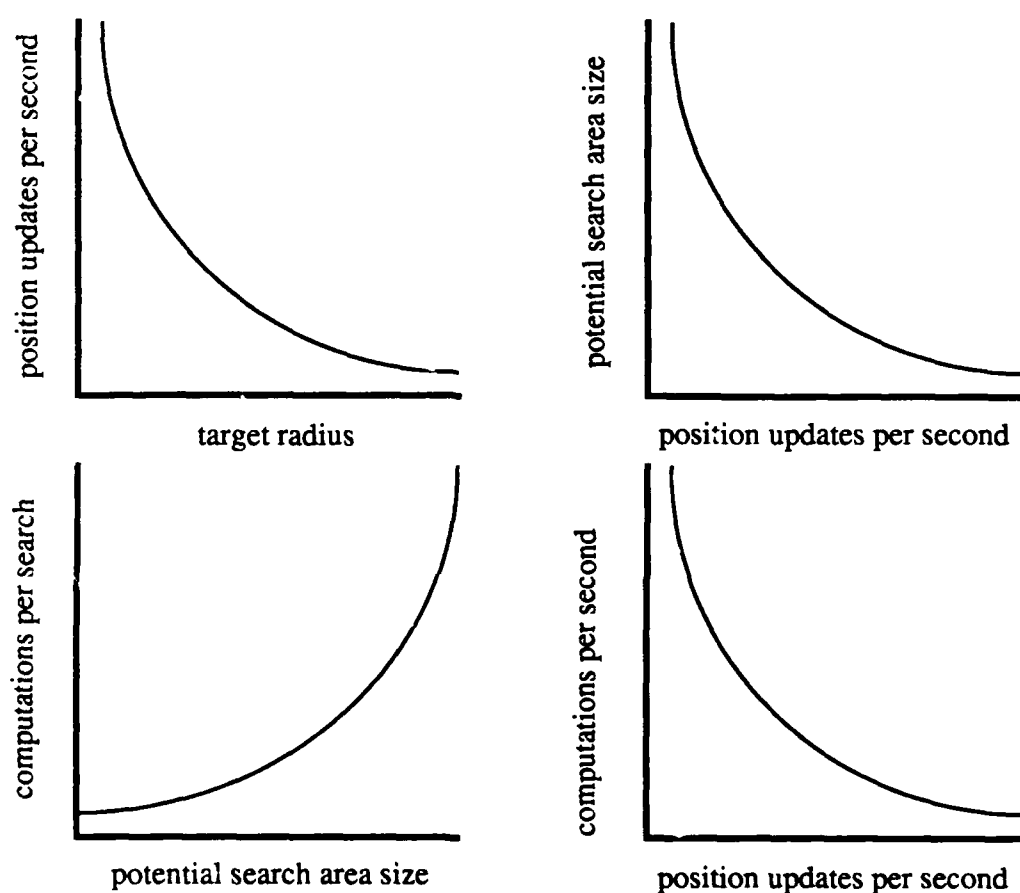 position updates per second
target radius
potential search area size
position updates per second
computations per search
potential search area size
computations per second
position updates per second